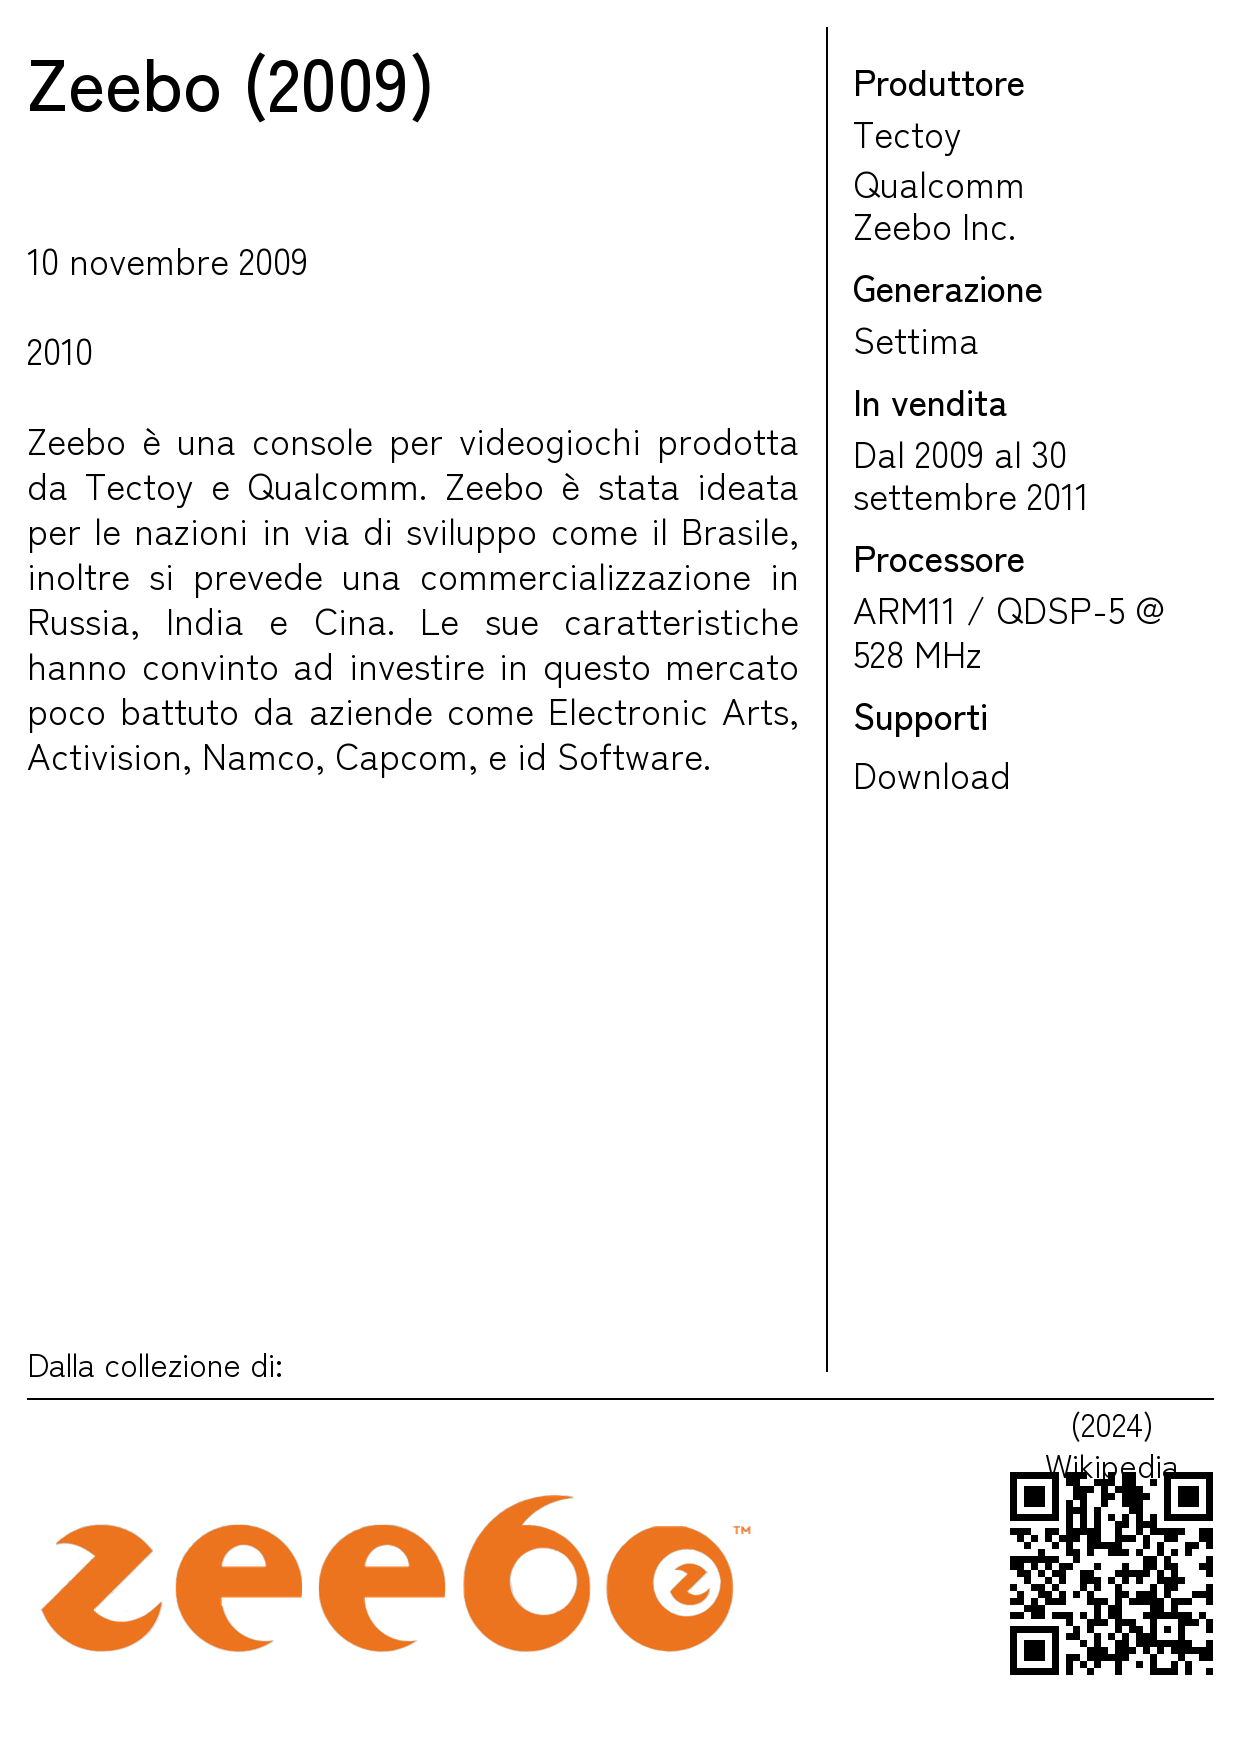 Zeebo (2009)
10 novembre 2009
2010
Zeebo è una console per videogiochi prodotta
da Tectoy e Qualcomm. Zeebo è stata ideata
per le nazioni in via di sviluppo come il Brasile,
inoltre si prevede una commercializzazione in
Russia, India e Cina. Le sue caratteristiche
hanno convinto ad investire in questo mercato
poco battuto da aziende come Electronic Arts,
Activision, Namco, Capcom, e id Software.
Dalla collezione di:
Produttore
Tectoy
Qualcomm
Zeebo Inc.
Generazione
Settima
In vendita
Dal 2009 al 30
settembre 2011
Processore
ARM11 / QDSP-5 @
528 MHz
Supporti
Download
(2024)
Wikipedia
zeebo™